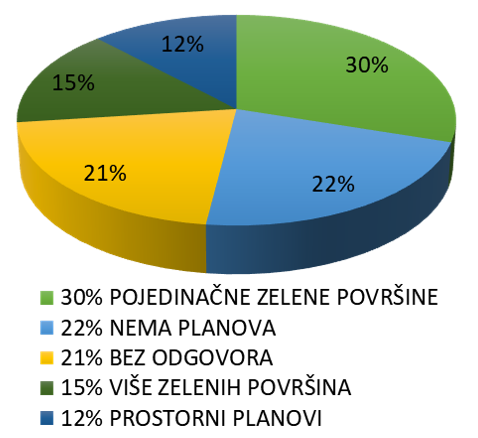 12%
30%
15%
21%
22%
30% POJEDINAČNE ZELENE POVRŠINE
22% NEMA PLANOVA
21% BEZ ODGOVORA
15% VIŠE ZELENIH POVRŠINA
12% PROSTORNI PLANOVI